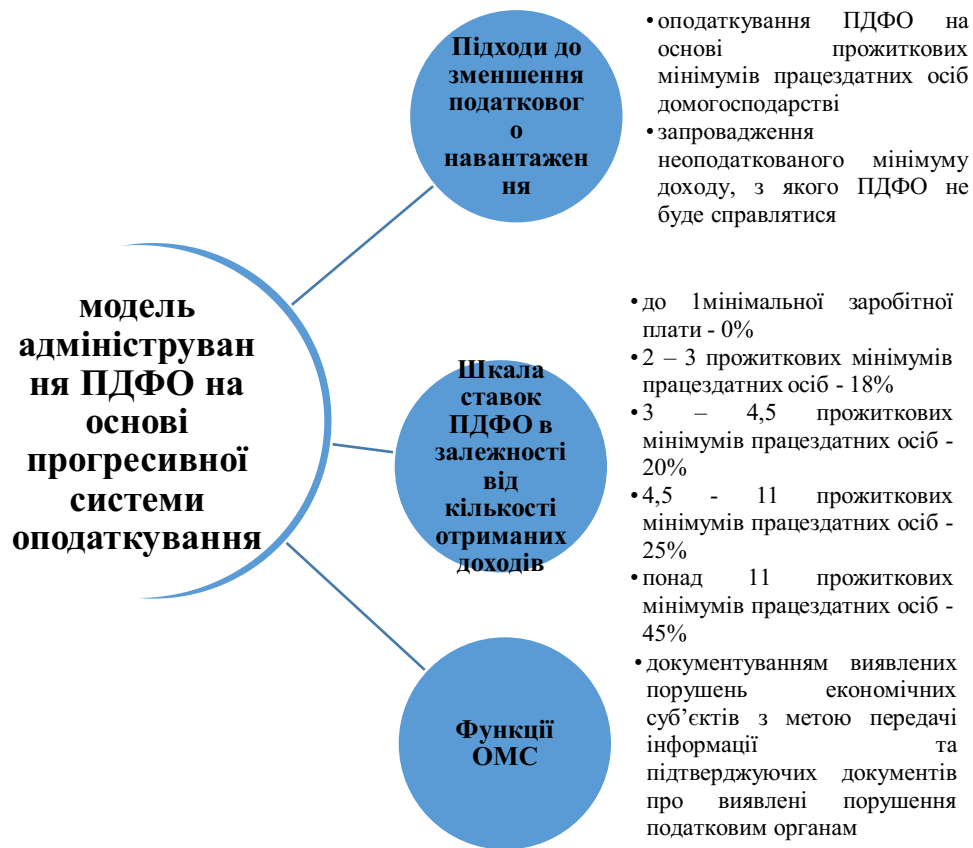 модель
адмініструван
ня ПДФО на
основі
прогресивної
системи
оподаткування
Підходи до
зменшення
податковог
о
навантажен
ня
• оподаткування ПДФО на
основі прожиткових
мінімумів працездатних осіб
домогосподарстві
• запровадження
неоподаткованого мінімуму
доходу, з якого ПДФО не
буде справлятися
Шкала
ставок
ПДФО в
залежності
від
кількості
отриманих
доходів
• до 1мінімальної заробітної
плати - 0%
• 2 – 3 прожиткових мінімумів
працездатних осіб - 18%
• 3 – 4,5 прожиткових
мінімумів працездатних осіб -
20%
• 4,5 - 11 прожиткових
мінімумів працездатних осіб -
25%
• понад 11 прожиткових
мінімумів працездатних осіб -
45%
Функції
ОМС
• документуванням виявлених
порушень економічних
суб’єктів з метою передачі
інформації та
підтверджуючих документів
про виявлені порушення
податковим органам